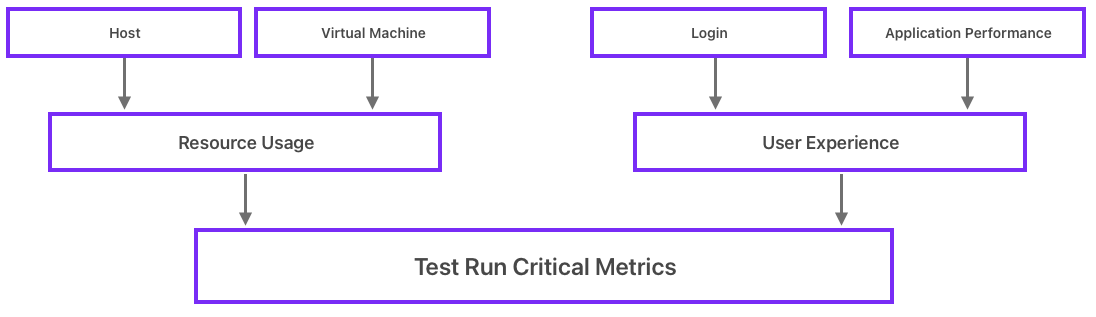 Host
Virtual Machine
Login
Application Performance
Resource Usage
User Experience
Test Run Critical Metrics